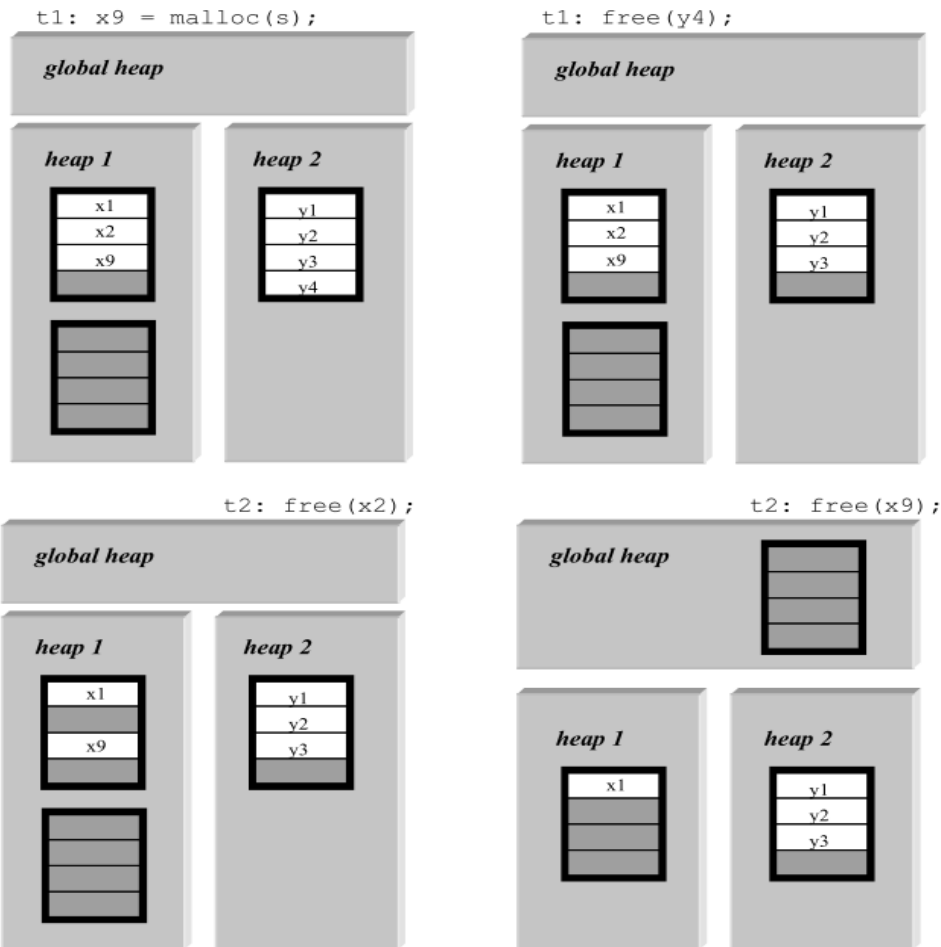 t1: x9 = malloc(s);
global heap
heap 1
heap 2
x1
x2
x9
y1
y2
y3
y4
t1: free(y4);
global heap
heap 1
heap 2
x1
x2
x9
y1
y2
y3
t2: free(x2);
global heap
heap 1
heap 2
x1
x9
y1
y2
y3
t2: free(x9);
global heap
heap 1
heap 2
x1
y1
y2
y3